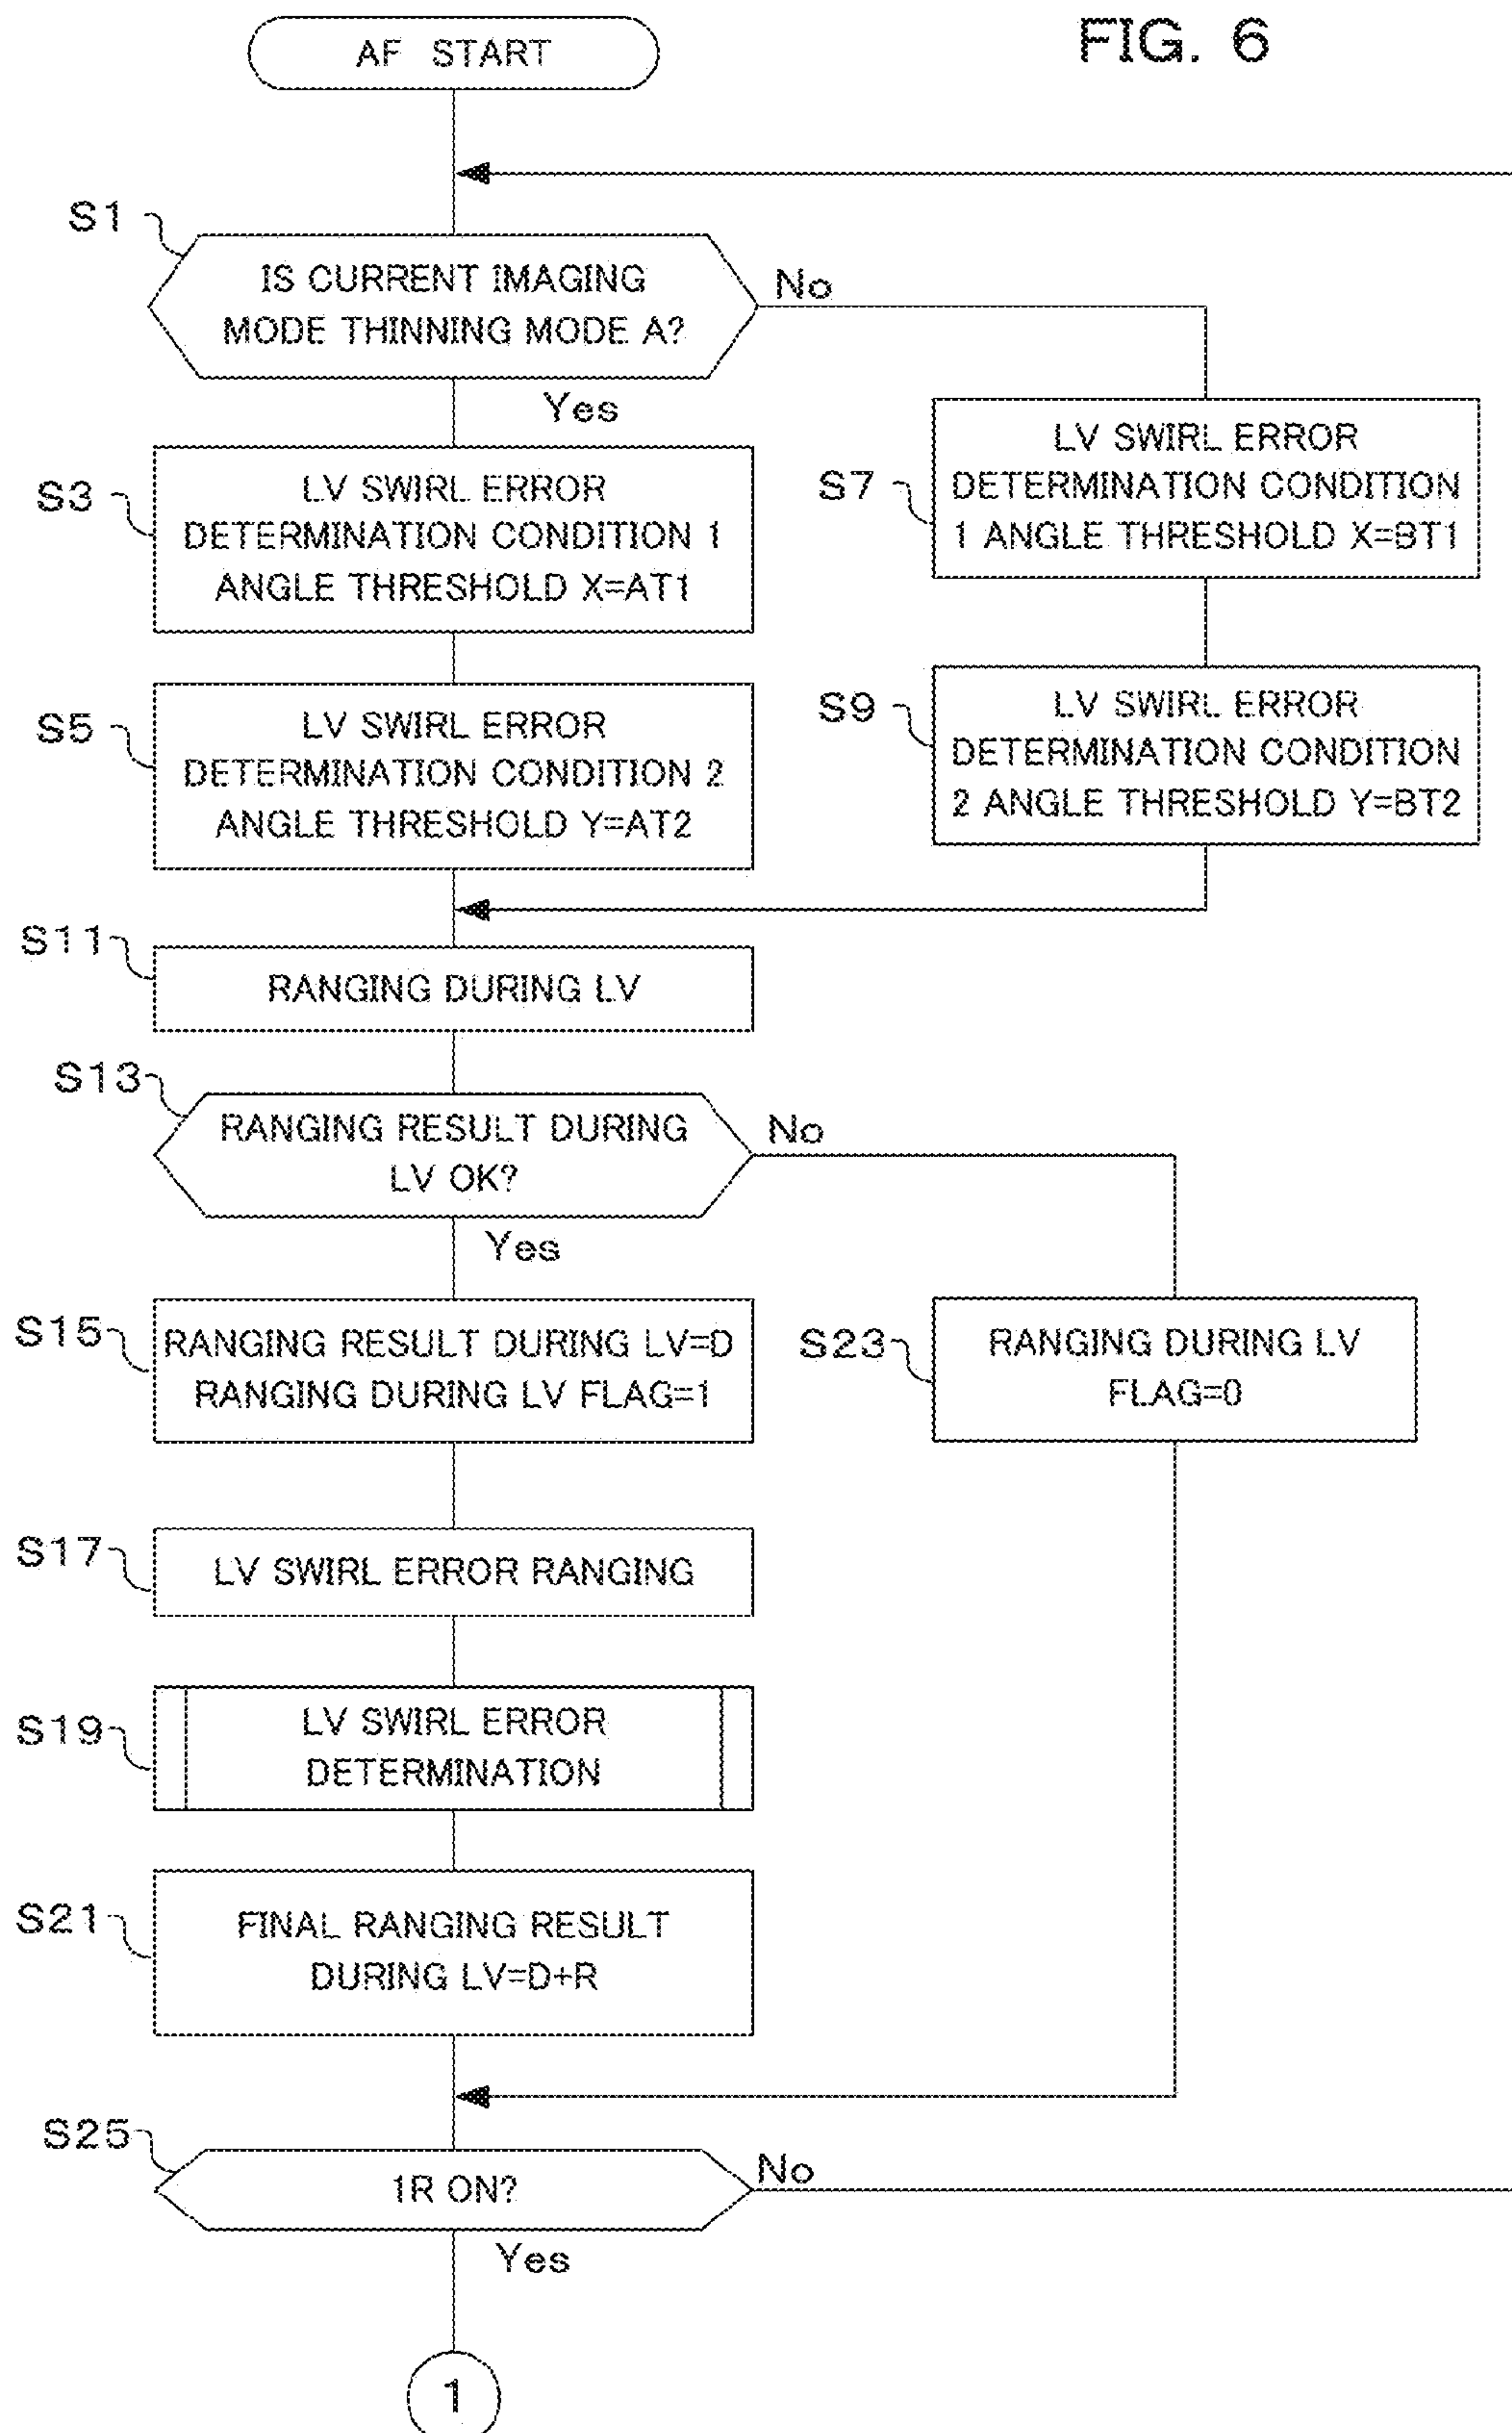 FIG. 6
AF START
S1
IS CURRENT IMAGING
MODE THINNING MODE A?
No
Yes
S3
LV SWIRL ERROR
DETERMINATION CONDITION 1
ANGLE THRESHOLD X=AT1
S7
LV SWIRL ERROR
DETERMINATION CONDITION
1 ANGLE THRESHOLD X=BT1
S5
LV SWIRL ERROR
DETERMINATION CONDITION 2
ANGLE THRESHOLD Y=AT2
S9
LV SWIRL ERROR
DETERMINATION CONDITION
2 ANGLE THRESHOLD Y=BT2
S11
RANGING DURING LV
S13
RANGING RESULT DURING
LV OK?
No
Yes
S15
RANGING RESULT DURING LV=D
RANGING DURING LV FLAG=1
S23
RANGING DURING LV
FLAG=0
S17
LV SWIRL ERROR RANGING
S19
LV SWIRL ERROR
DETERMINATION
S21
FINAL RANGING RESULT
DURING LV=D+R
S25
1R ON?
No
Yes
1